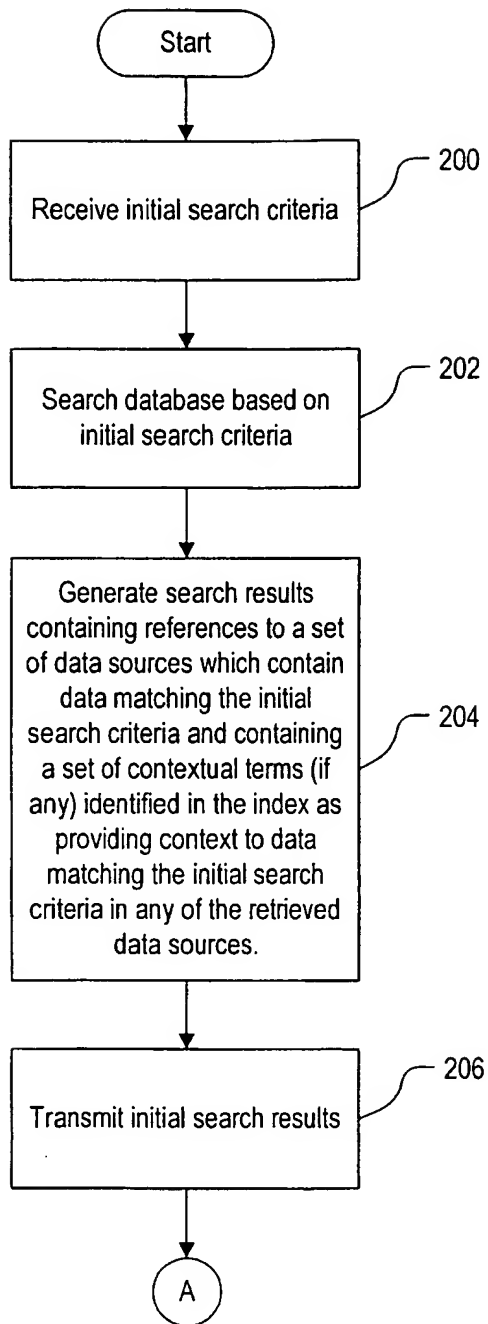 Start
200
Receive initial search criteria
202
Search database based on
initial search criteria
Generate search results
containing references to a set
of data sources which contain
data matching the initial
search criteria and containing
a set of contextual terms (if
any) identified in the index as
providing context to data
matching the initial search
criteria in any of the retrieved
data sources.
204
206
Transmit initial search results
A